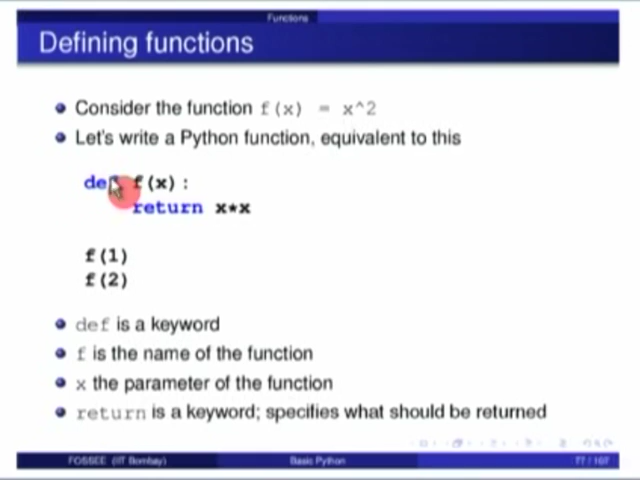 Functions
Defining functions
Consider the function f(x) = x^2
Let's write a Python function, equivalent to this
def f(x):
return x*x
f(1)
f(2)
def is a keyword
f is the name of the function
x the parameter of the function
return is a keyword; specifies what should be returned
FOSSEE (IIT Bombay) Basic Python 77 / 167